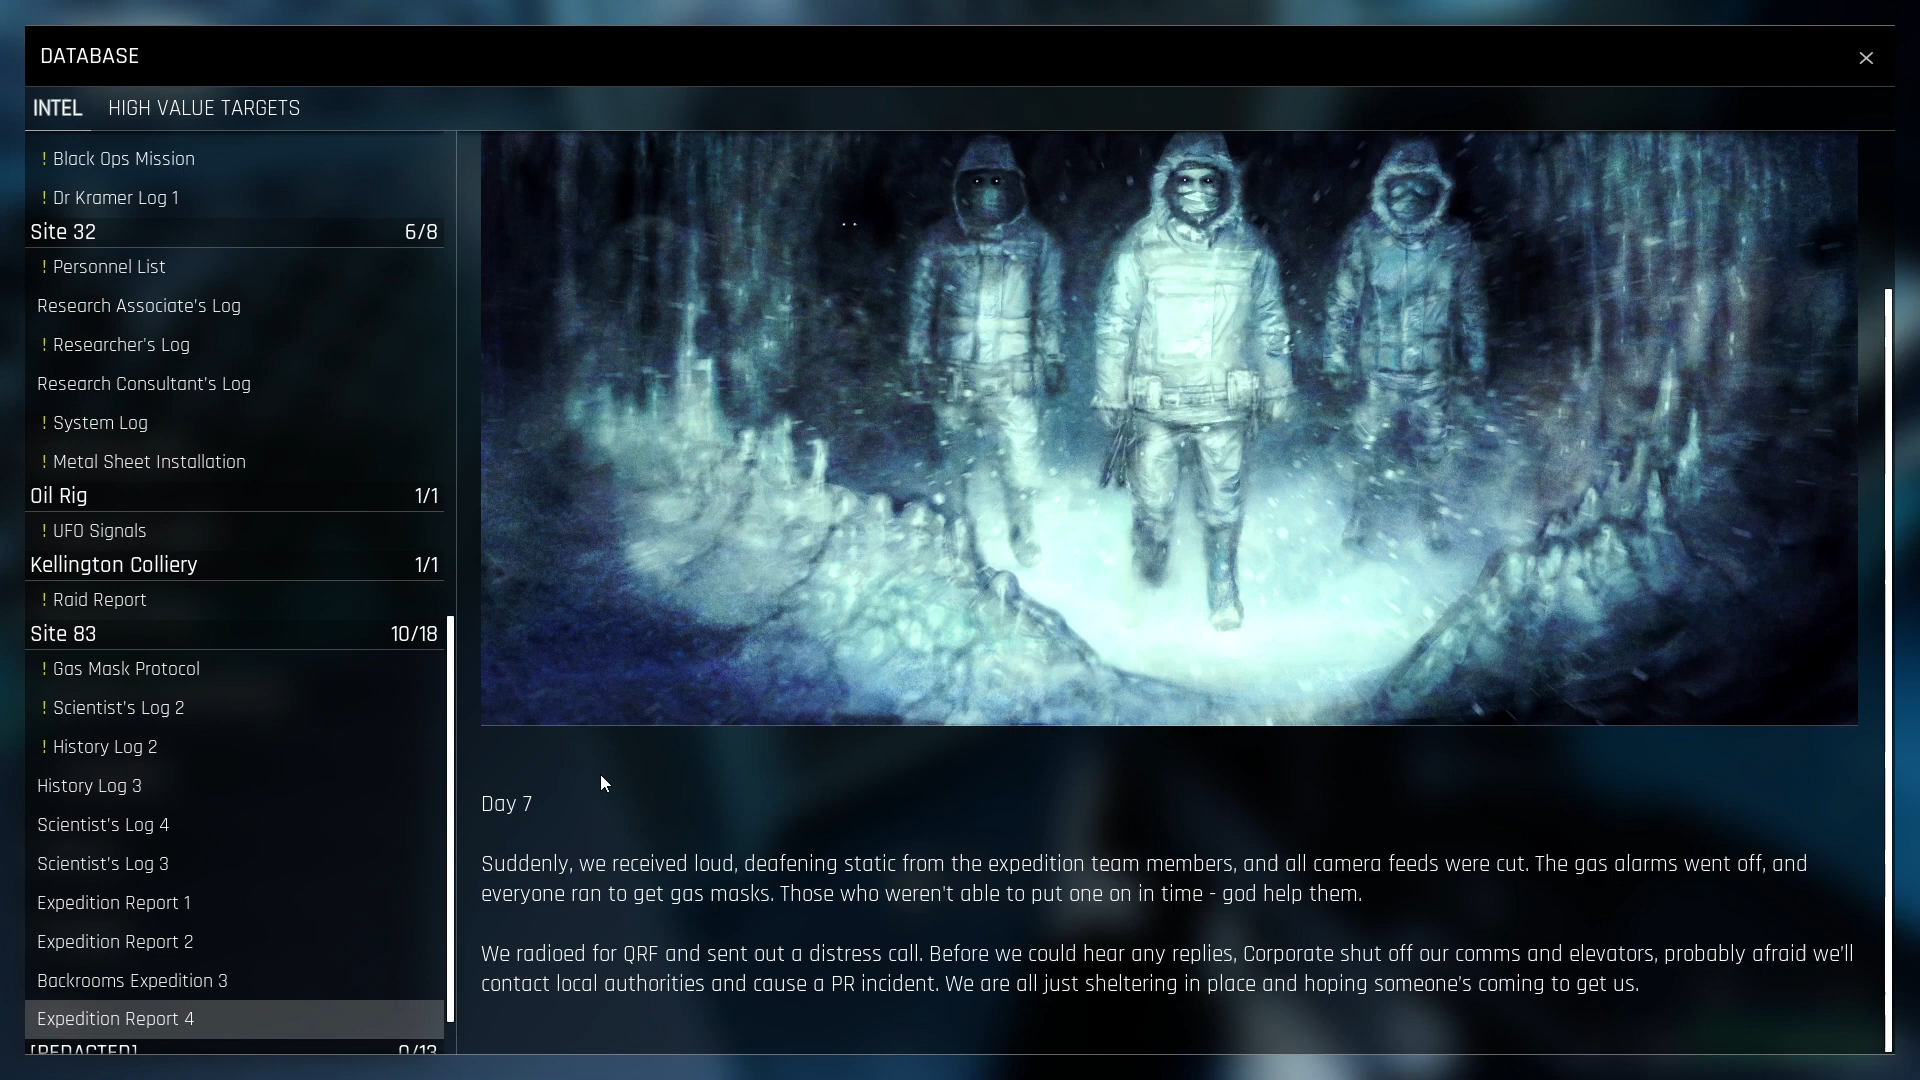 DATABASE
INTEL HIGH VALUE TARGETS
! Black Ops Mission
! Dr Kramer Log 1
Site 32 6/8
! Personnel List
Research Associate's Log
! Researcher's Log
Research Consultant's Log
! System Log
! Metal Sheet Installation
Oil Rig 1/1
! UFO Signals
Kellington Colliery 1/1
! Raid Report
Site 83 10/18
! Gas Mask Protocol
! Scientist's Log 2
! History Log 2
History Log 3
Scientist's Log 4
Scientist's Log 3
Expedition Report 1
Expedition Report 2
Backrooms Expedition 3
Expedition Report 4
[REDACTED] 0/13
Day 7
Suddenly, we received loud, deafening static from the expedition team members, and all camera feeds were cut. The gas alarms went off, and
everyone ran to get gas masks. Those who weren't able to put one on in time - god help them.
We radioed for QRF and sent out a distress call. Before we could hear any replies, Corporate shut off our comms and elevators, probably afraid we'll
contact local authorities and cause a PR incident. We are all just sheltering in place and hoping someone's coming to get us.